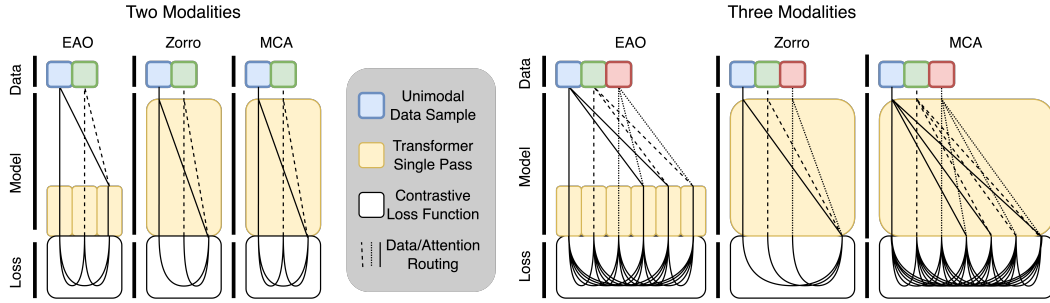 Two Modalities
EAO
Zorro
MCA
Data
Model
Loss
Unimodal
Data Sample
Transformer
Single Pass
Contrastive
Loss Function
Data/Attention
Routing
Three Modalities
EAO
Zorro
MCA
Data
Model
Loss